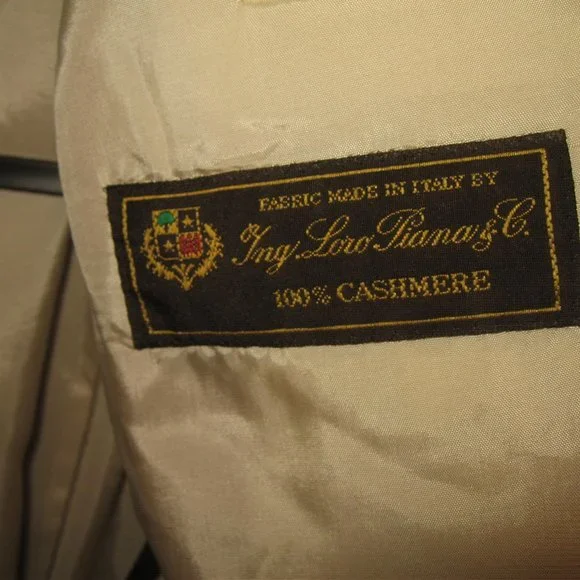 FABRIC MADE IN ITALY BY
Ing. Loro Piana & C.
100% CASHMERE